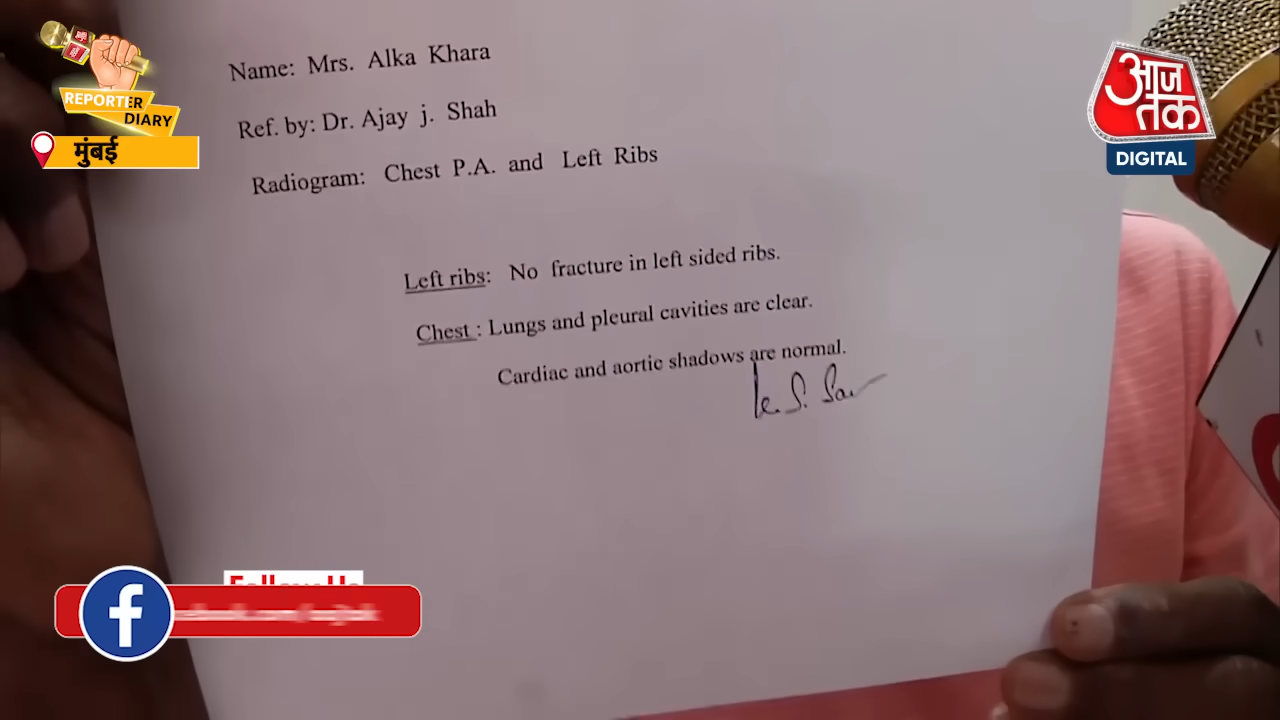 REPORTER
DIARY
मुंबई
आज
तक
DIGITAL
Name: Mrs. Alka Khara
Ref. by: Dr. Ajay j. Shah
Radiogram: Chest P.A. and Left Ribs
Left ribs: No fracture in left sided ribs.
Chest : Lungs and pleural cavities are clear.
Cardiac and aortic shadows are normal.
Follow Us
f